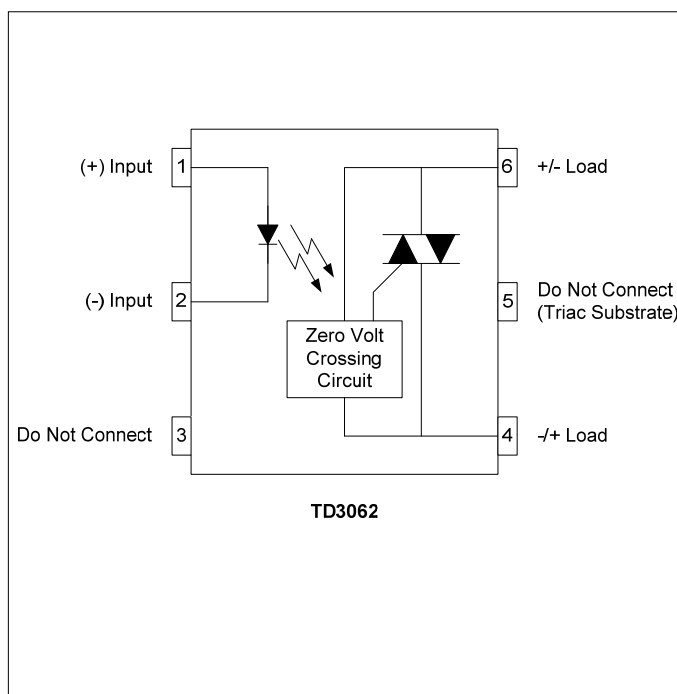 (+) Input
1
6
+/- Load
(-) Input
2
5
Do Not Connect
(Triac Substrate)
Zero Volt
Crossing
Circuit
Do Not Connect
3
4
-/+ Load
TD3062